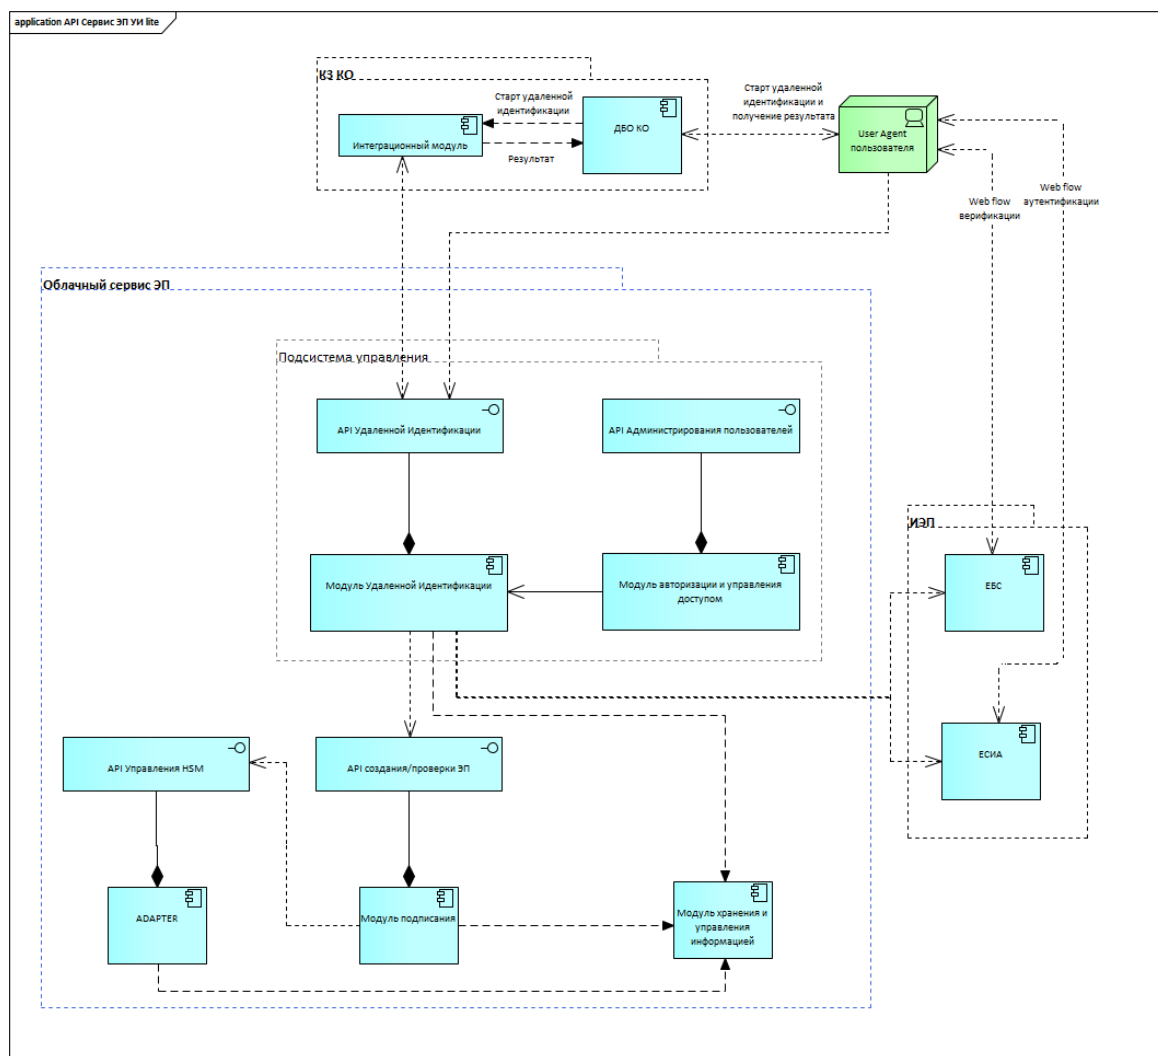 application API Сервис ЭП УИ lite
КЗ КО
Старт удаленной
идентификации
ДБО КО
Интеграционный модуль
Результат
Старт удаленной
идентификации и
получение результата
User Agent
пользователя
Web flow
верификации
Web flow
аутентификации
Облачный сервис ЭП
Подсистема управления
API Удаленной Идентификации
API Администрирования пользователей
ИЭП
Модуль Удаленной Идентификации
Модуль авторизации и управления
доступом
ЕБС
API Управления HSM
API создания/проверки ЭП
ЕСИА
ADAPTER
Модуль подписания
Модуль хранения и
управления
информацией